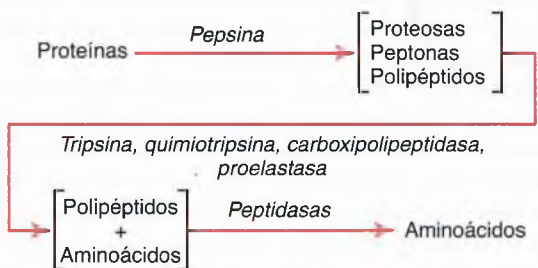 Proteínas
Pepsina
Proteosas
Peptonas
Polipéptidos
Tripsina, quimiotripsina, carboxipolipeptidasa,
proelastasa
Polipéptidos
+
Aminoácidos
Peptidasas
Aminoácidos